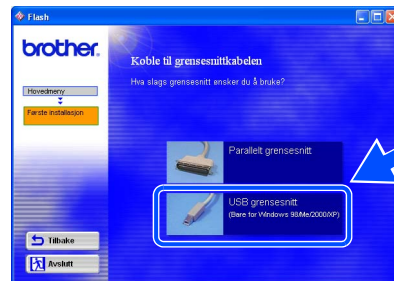 Flash
brother.
Koble til grensesnittkabelen
Hva slags grensesnitt ønsker du å bruke?
Hovedmeny
Første installasjon
Parallelt grensesnitt
USB grensesnitt
(Bare for Windows 98/Me/2000/XP)
Tilbake
Avslutt